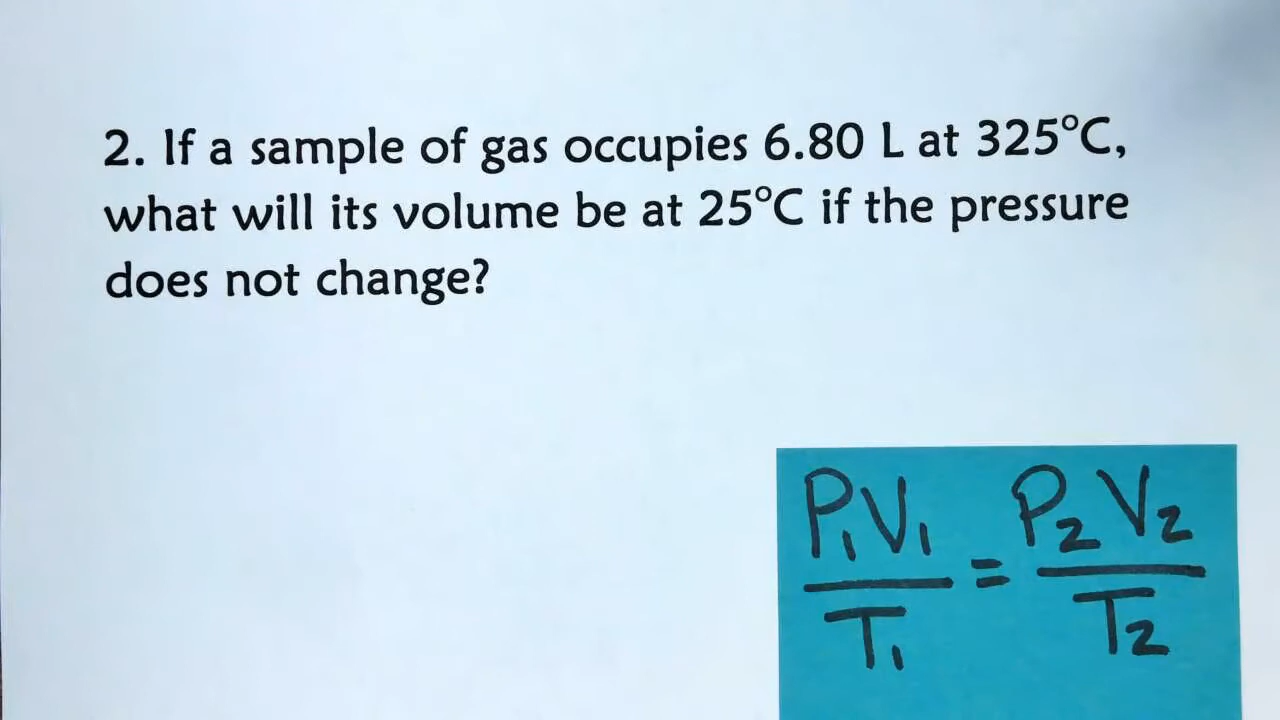 2. If a sample of gas occupies 6.80 L at 325°C,
what will its volume be at 25°C if the pressure
does not change?
P₁V₁ = P₂V₂
T₁ T₂